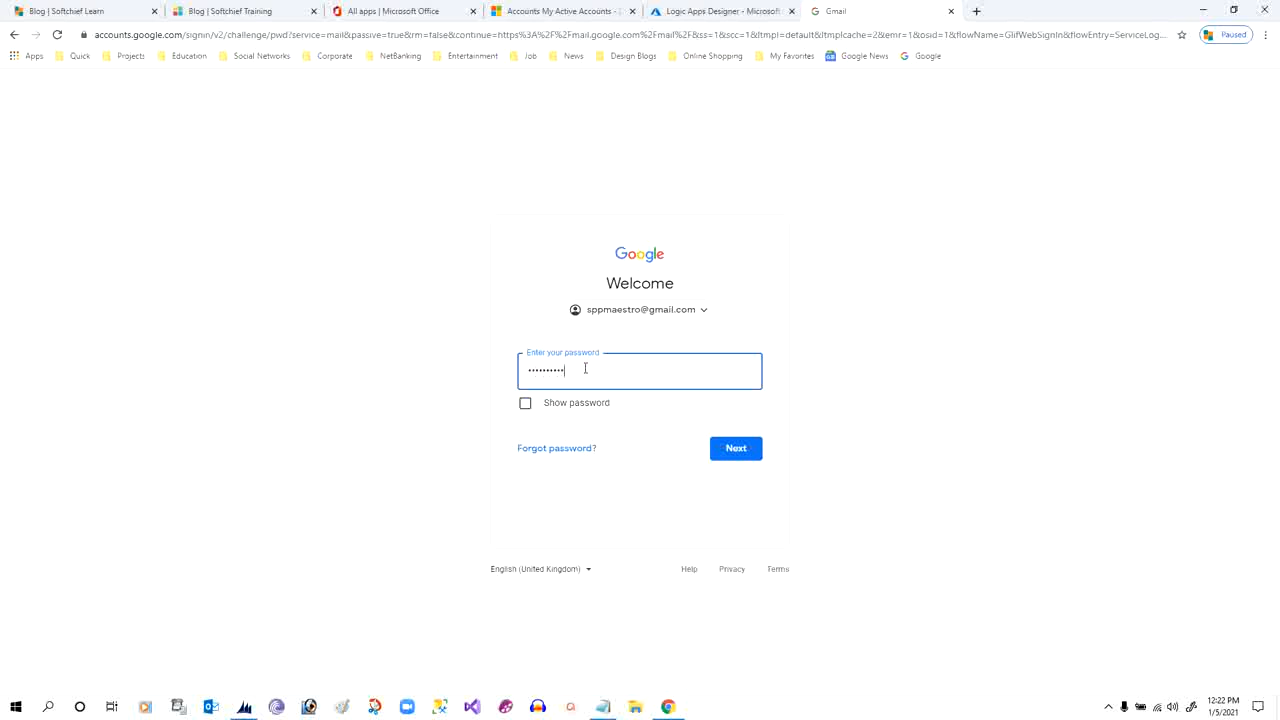 Blog | Softchief Learn
Blog | Softchief Training
All apps | Microsoft Office
Accounts My Active Accounts -
Logic Apps Designer - Microsoft
Gmail
accounts.google.com/signin/v2/challenge/pwd?service=mail&passive=true&rm=false&continue=https%3A%2F%2Fmail.google.com%2Fmail%2F&ss=1&scc=1&ltmpl=default&ltmplcache=2&emr=1&osid=1&flowName=GlifWebSignIn&flowEntry=ServiceLog...
Paused
Apps
Quick
Projects
Education
Social Networks
Corporate
NetBanking
Entertainment
Job
News
Design Blogs
Online Shopping
My Favorites
Google News
Google
Google
Welcome
sppmaestro@gmail.com
Enter your password
••••••••••
Show password
Forgot password?
Next
English (United Kingdom)
Help
Privacy
Terms
12:22 PM
1/5/2021